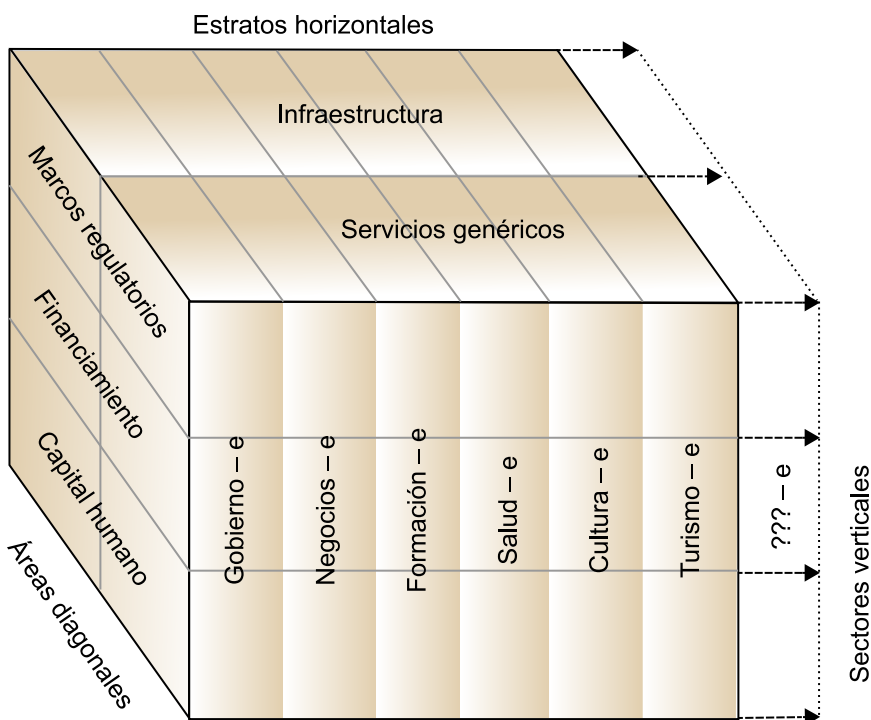 Estratos horizontales
Infraestructura
Servicios genéricos
Marcos regulatorios
Financiamiento
Capital humano
Áreas diagonales
Gobierno – e
Negocios – e
Formación – e
Salud – e
Cultura – e
Turismo – e
??? – e
Sectores verticales